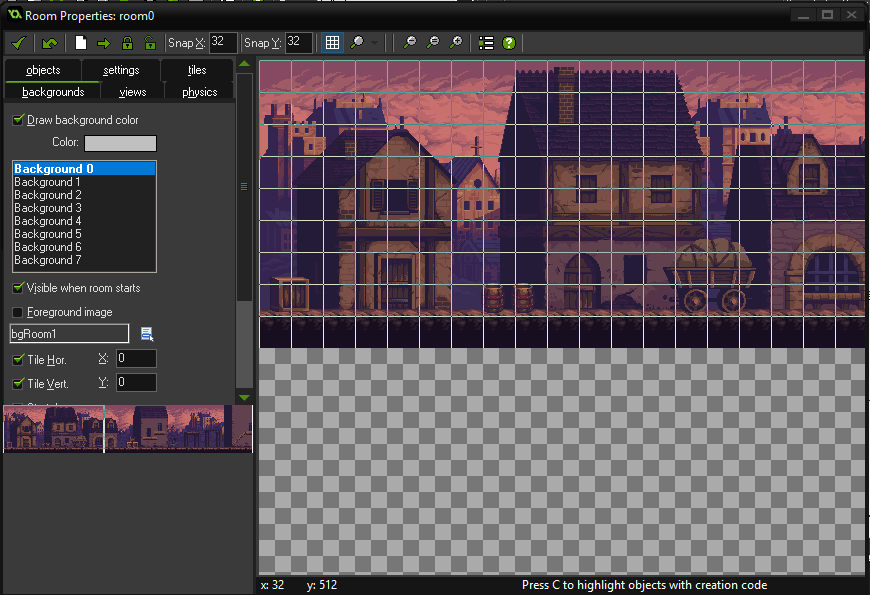 Room Properties: room0
Snap X: 32 Snap Y: 32
objects settings tiles
backgrounds views physics
Draw background color
Color:
Background 0
Background 1
Background 2
Background 3
Background 4
Background 5
Background 6
Background 7
Visible when room starts
Foreground image
bgRoom1
Tile Hor. X: 0
Tile Vert. Y: 0
x: 32 y: 512 Press C to highlight objects with creation code